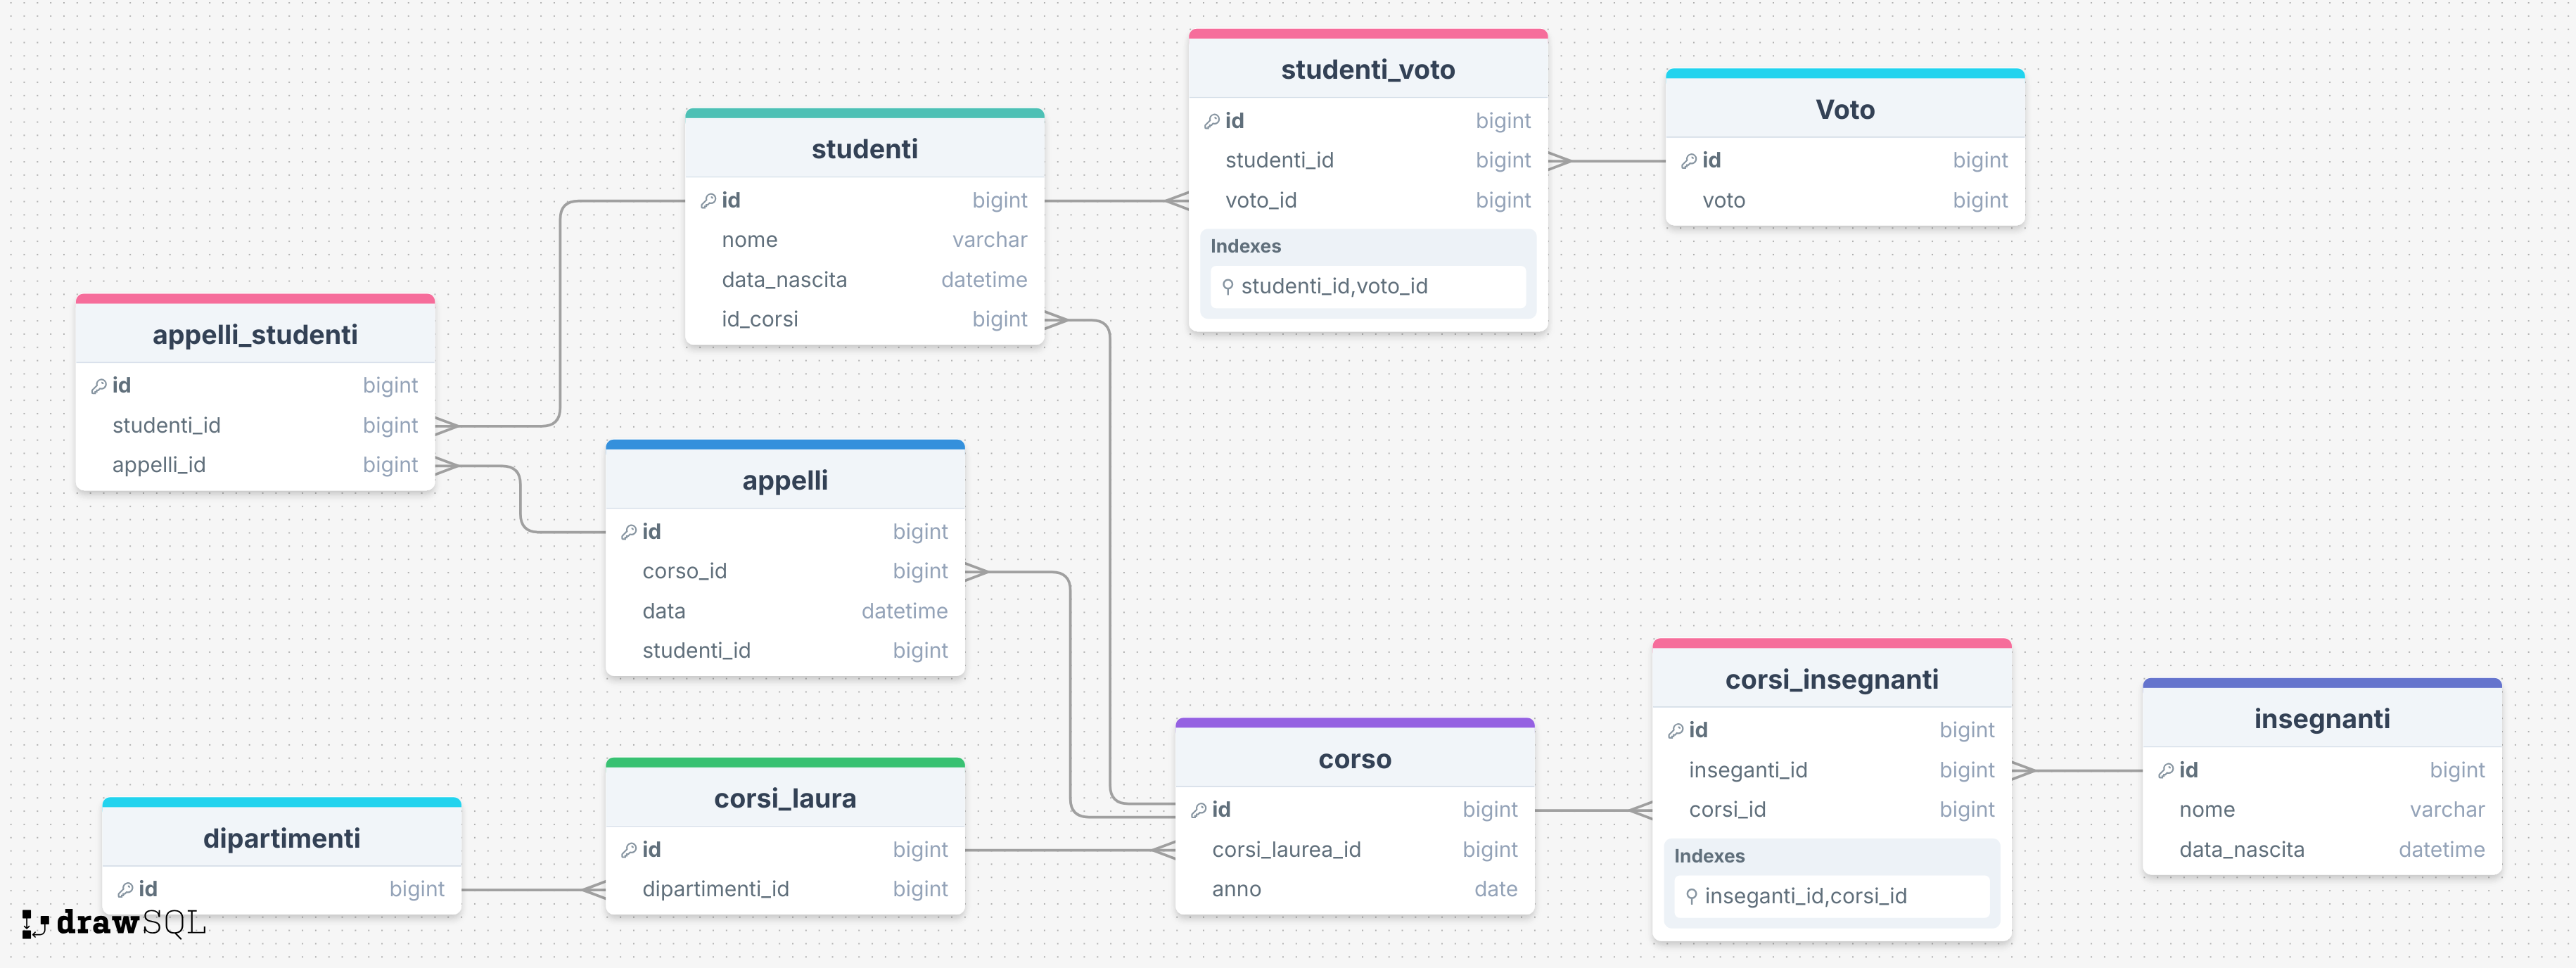 studenti_voto
id bigint
studenti_id bigint
voto_id bigint
Indexes
studenti_id,voto_id
Voto
id bigint
voto bigint
studenti
id bigint
nome varchar
data_nascita datetime
id_corsi bigint
appelli_studenti
id bigint
studenti_id bigint
appelli_id bigint
appelli
id bigint
corso_id bigint
data datetime
studenti_id bigint
corsi_insegnanti
id bigint
inseganti_id bigint
corsi_id bigint
Indexes
inseganti_id,corsi_id
insegnanti
id bigint
nome varchar
data_nascita datetime
corso
id bigint
corsi_laurea_id bigint
anno date
corsi_laura
id bigint
dipartimenti_id bigint
dipartimenti
id bigint
drawSQL